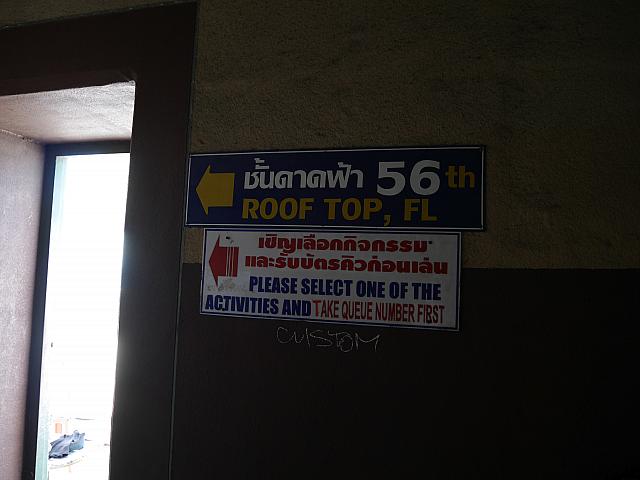 ชั้นดาดฟ้า 56th
ROOF TOP, FL
เชิญเลือกกิจกรรม
และรับบัตรคิวก่อนเล่น
PLEASE SELECT ONE OF THE
ACTIVITIES AND TAKE QUEUE NUMBER FIRST
CUSTOM